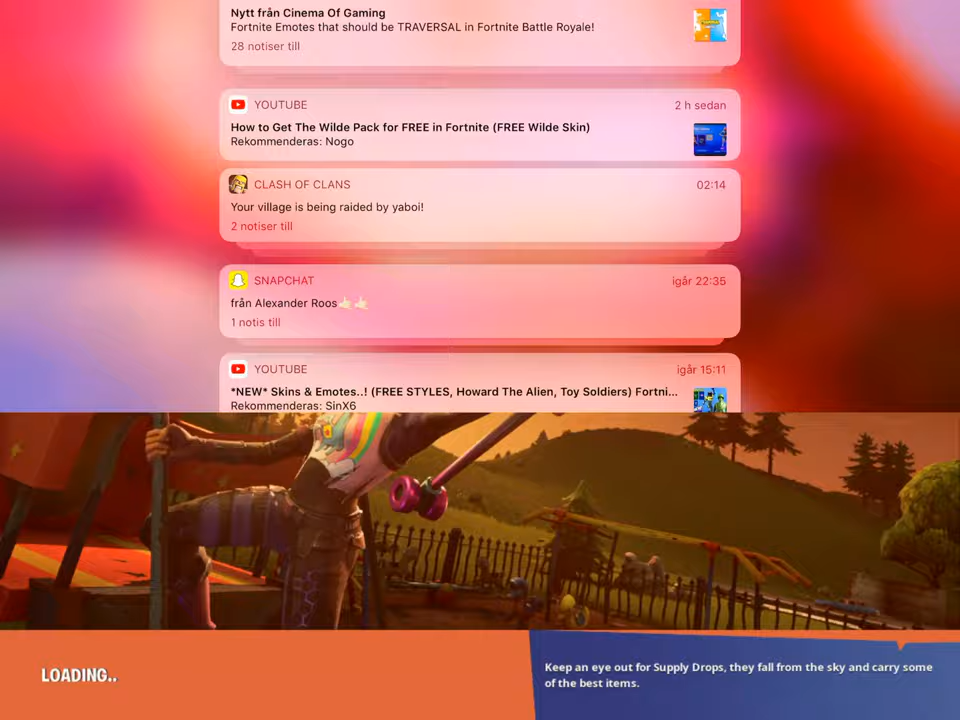 Nytt från Cinema Of Gaming
Fortnite Emotes that should be TRAVERSAL in Fortnite Battle Royale!
28 notiser till
YOUTUBE
2 h sedan
How to Get The Wilde Pack for FREE in Fortnite (FREE Wilde Skin)
Rekommenderas: Nogo
CLASH OF CLANS
02:14
Your village is being raided by yaboi!
2 notiser till
SNAPCHAT
igår 22:35
från Alexander Roos🤙🏻🤙🏻
1 notis till
YOUTUBE
igår 15:11
*NEW* Skins & Emotes..! (FREE STYLES, Howard The Alien, Toy Soldiers) Fortni...
Rekommenderas: SinX6
LOADING..
Keep an eye out for Supply Drops, they fall from the sky and carry some
of the best items.